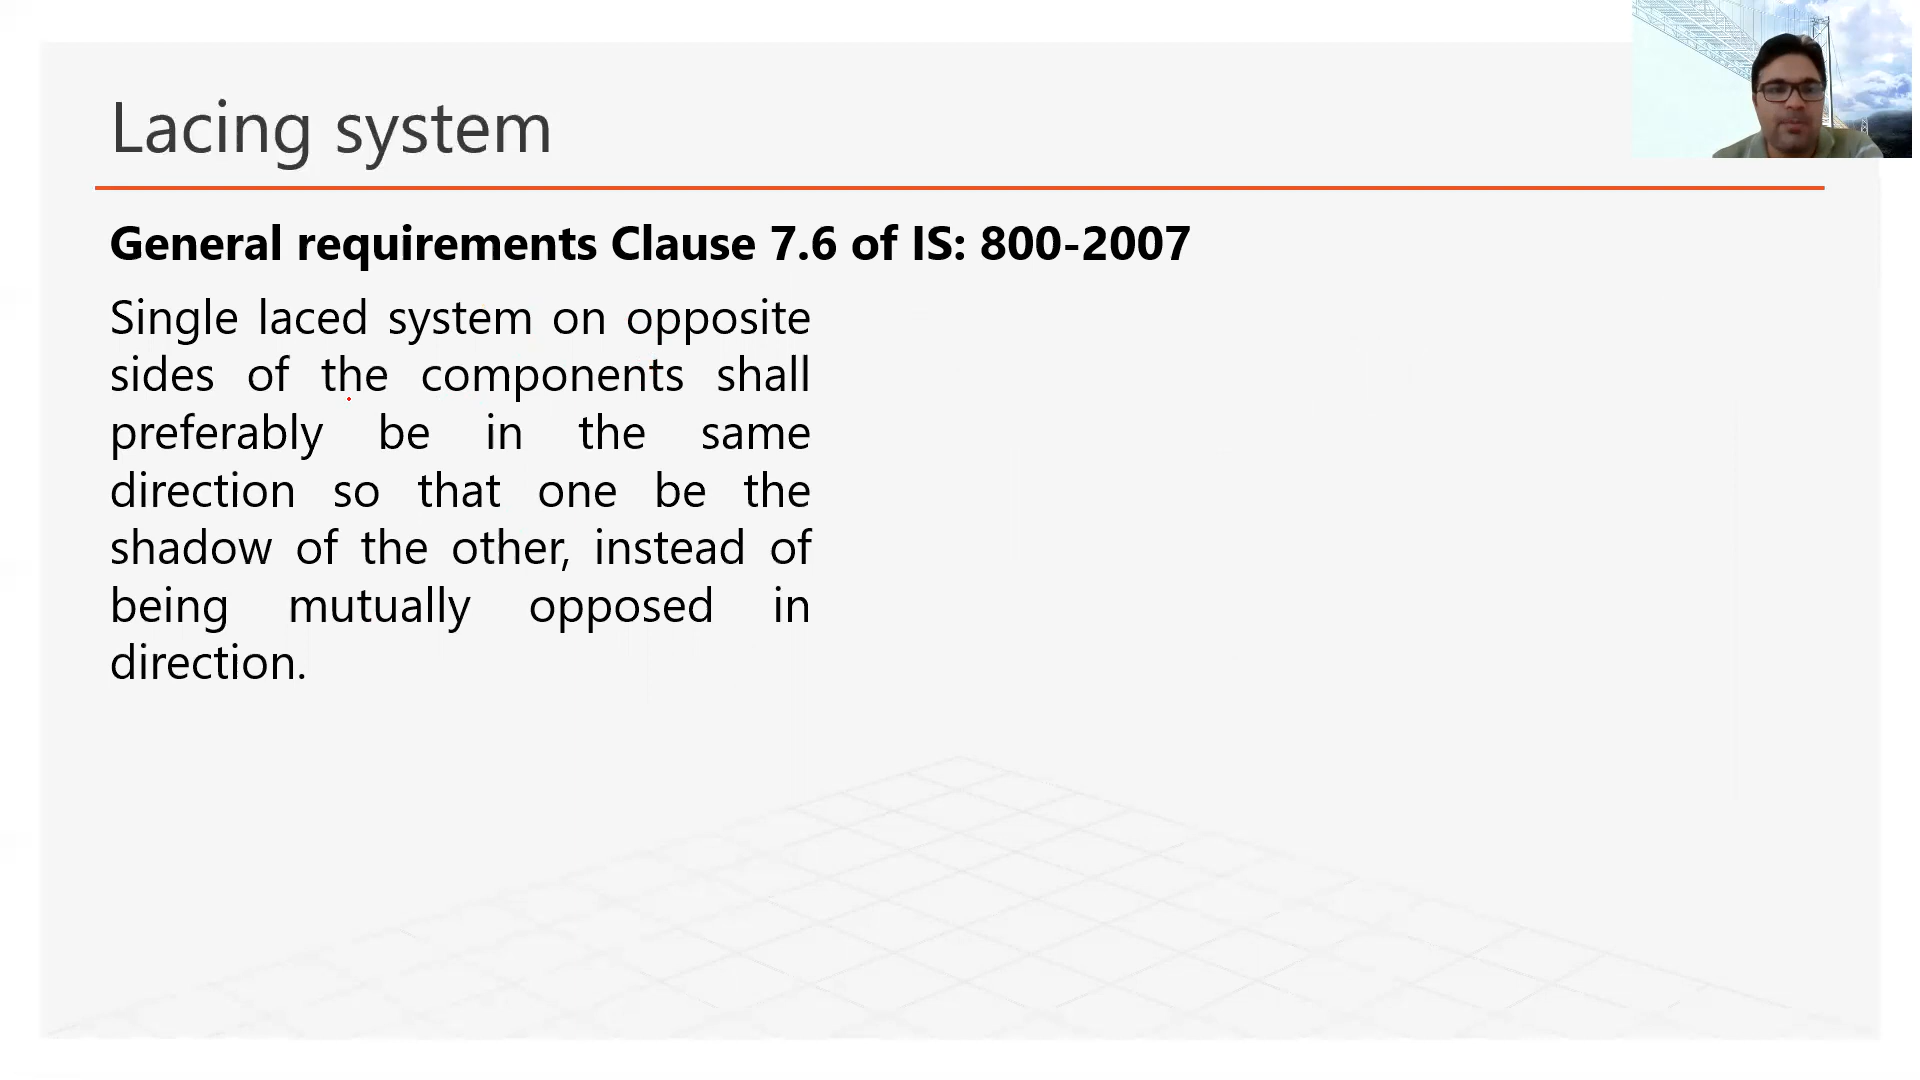 Lacing system
General requirements Clause 7.6 of IS: 800-2007
Single laced system on opposite
sides of the components shall
preferably be in the same
direction so that one be the
shadow of the other, instead of
being mutually opposed in
direction.